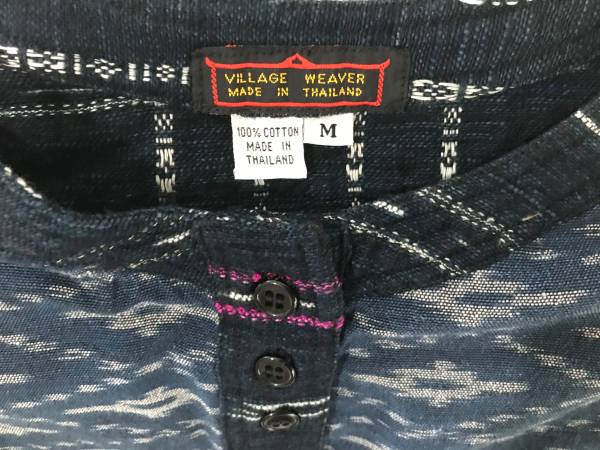 VILLAGE WEAVER
MADE IN THAILAND
100% COTTON
MADE IN
THAILAND
M